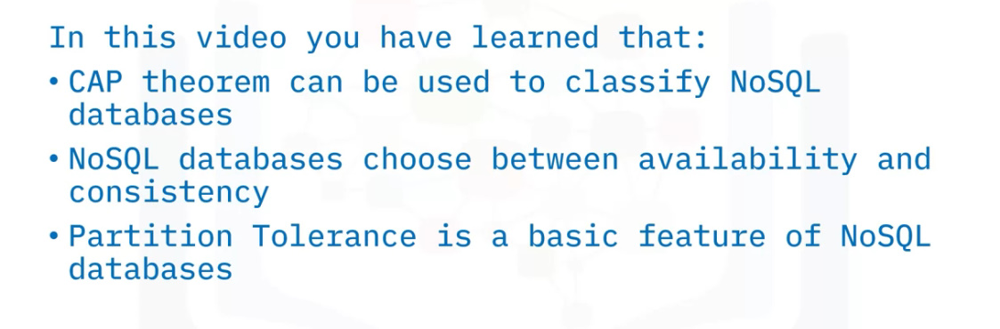 In this video you have learned that:
• CAP theorem can be used to classify NoSQL
databases
• NoSQL databases choose between availability and
consistency
• Partition Tolerance is a basic feature of NoSQL
databases